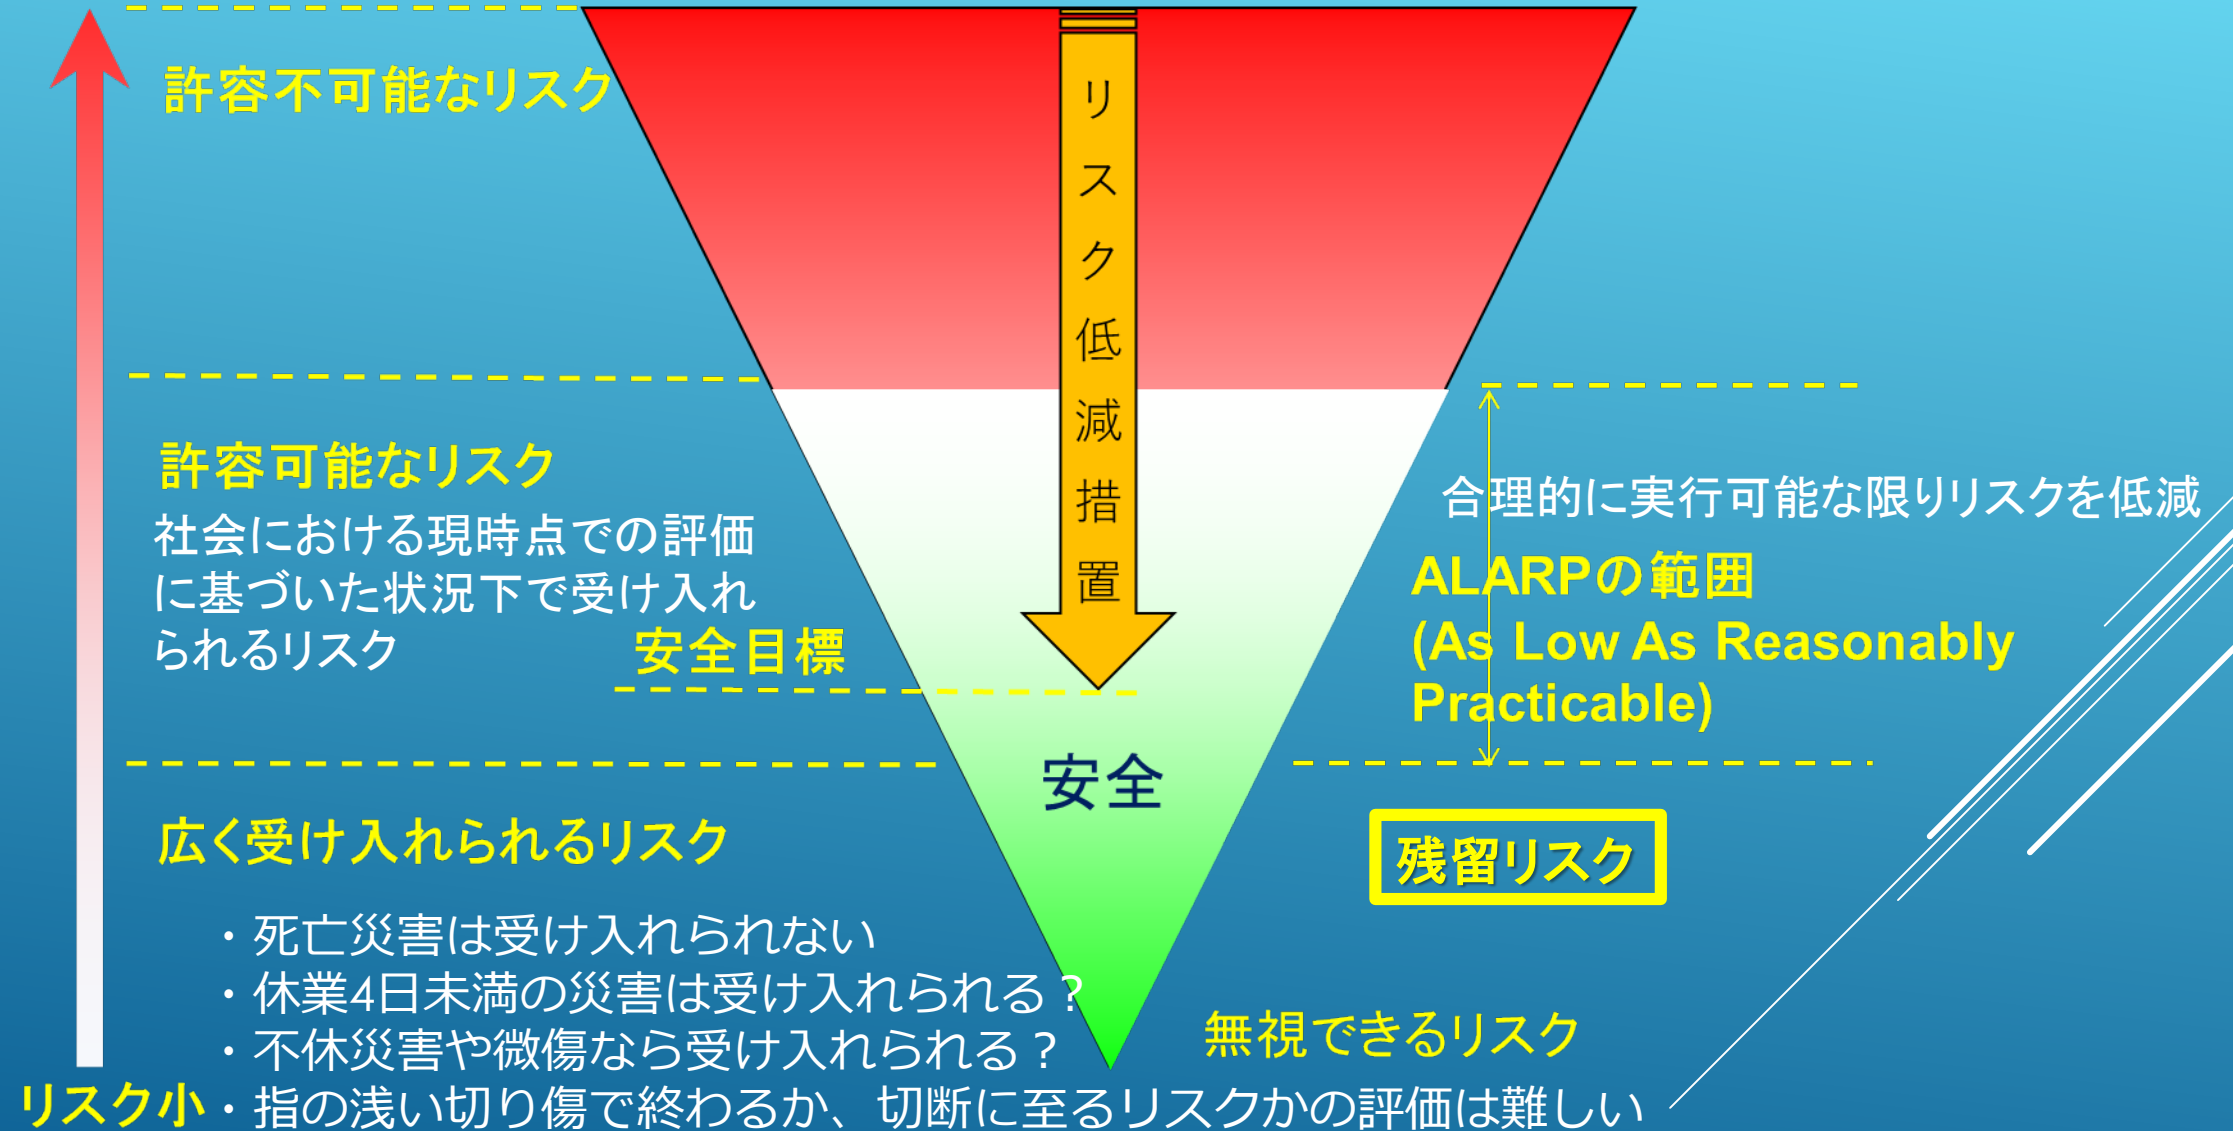 許容不可能なリスク
リスク低減措置
許容可能なリスク
社会における現時点での評価
に基づいた状況下で受け入れ
られるリスク
安全目標
合理的に実行可能な限りリスクを低減
ALARPの範囲
(As Low As Reasonably
Practicable)
安全
広く受け入れられるリスク
残留リスク
・死亡災害は受け入れられない
・休業4日未満の災害は受け入れられる？
・不休災害や微傷なら受け入れられる？
無視できるリスク
リスク小
・指の浅い切り傷で終わるか、切断に至るリスクかの評価は難しい